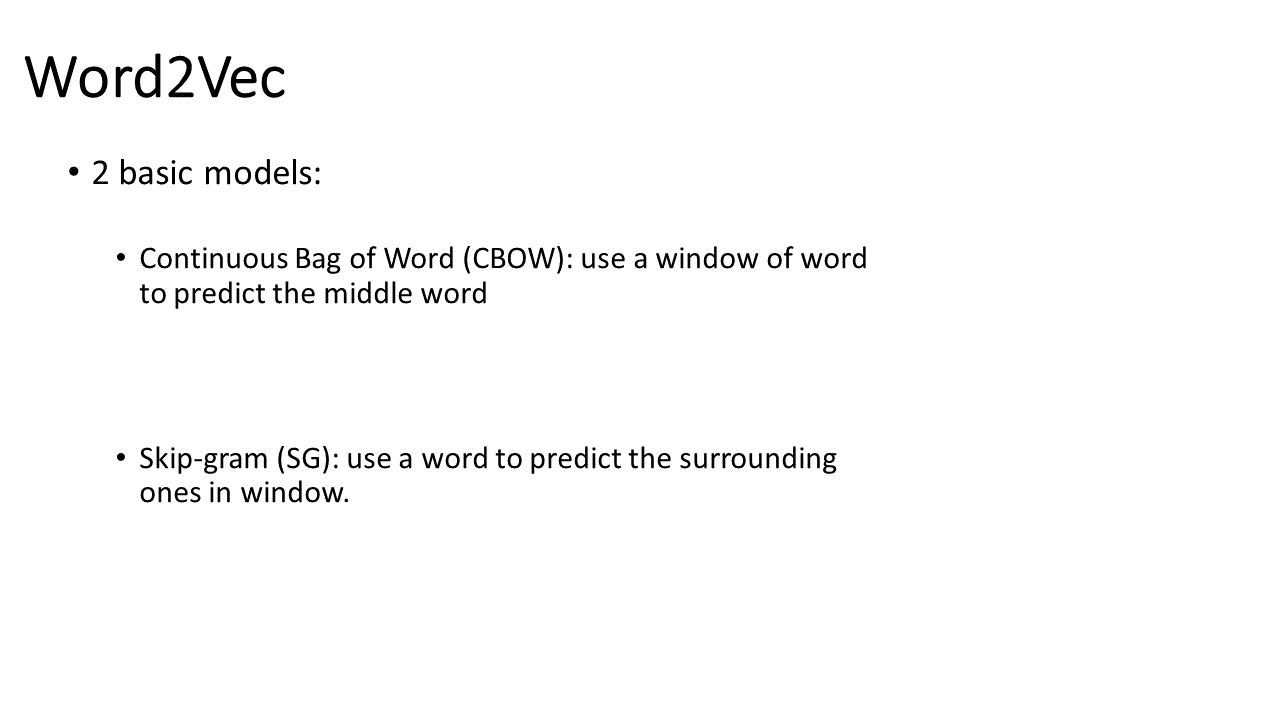 Word2Vec
• 2 basic models:
• Continuous Bag of Word (CBOW): use a window of word
to predict the middle word
• Skip-gram (SG): use a word to predict the surrounding
ones in window.